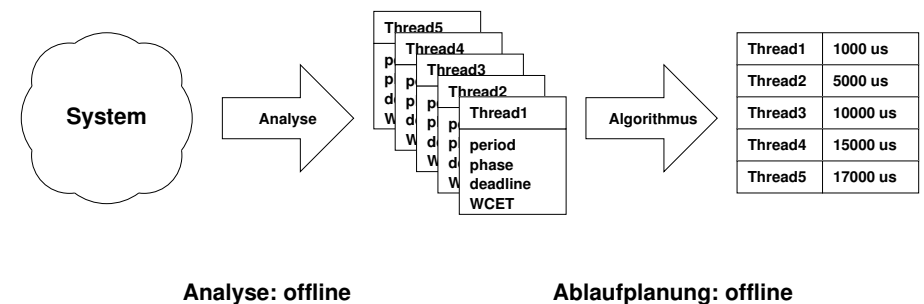 System
Analyse
Thread5
Thread4
Thread3
Thread2
Thread1
period
phase
deadline
WCET
Algorithmus
Thread1 1000 us
Thread2 5000 us
Thread3 10000 us
Thread4 15000 us
Thread5 17000 us
Analyse: offline
Ablaufplanung: offline